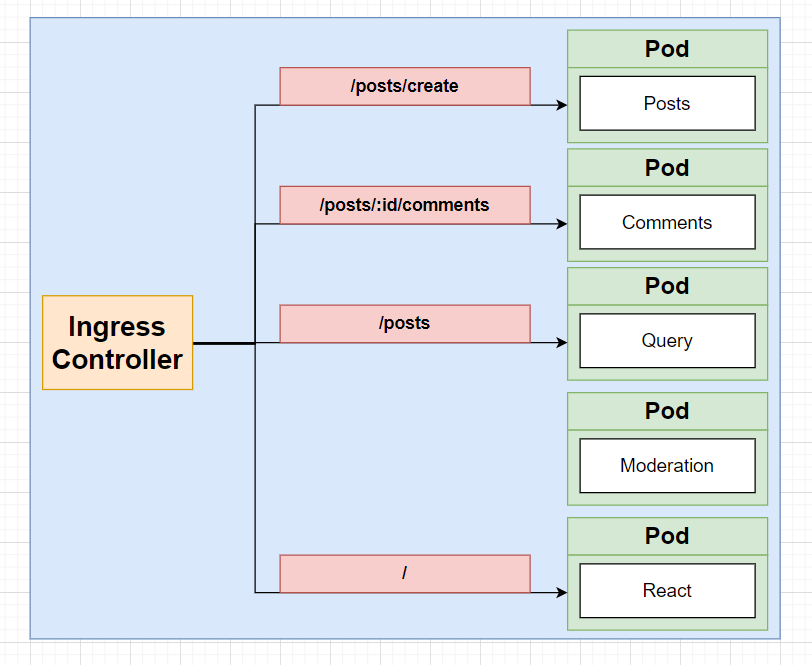 Pod
/posts/create
Posts
Pod
/posts/:id/comments
Comments
Pod
/posts
Query
Ingress
Controller
Pod
Moderation
Pod
/
React